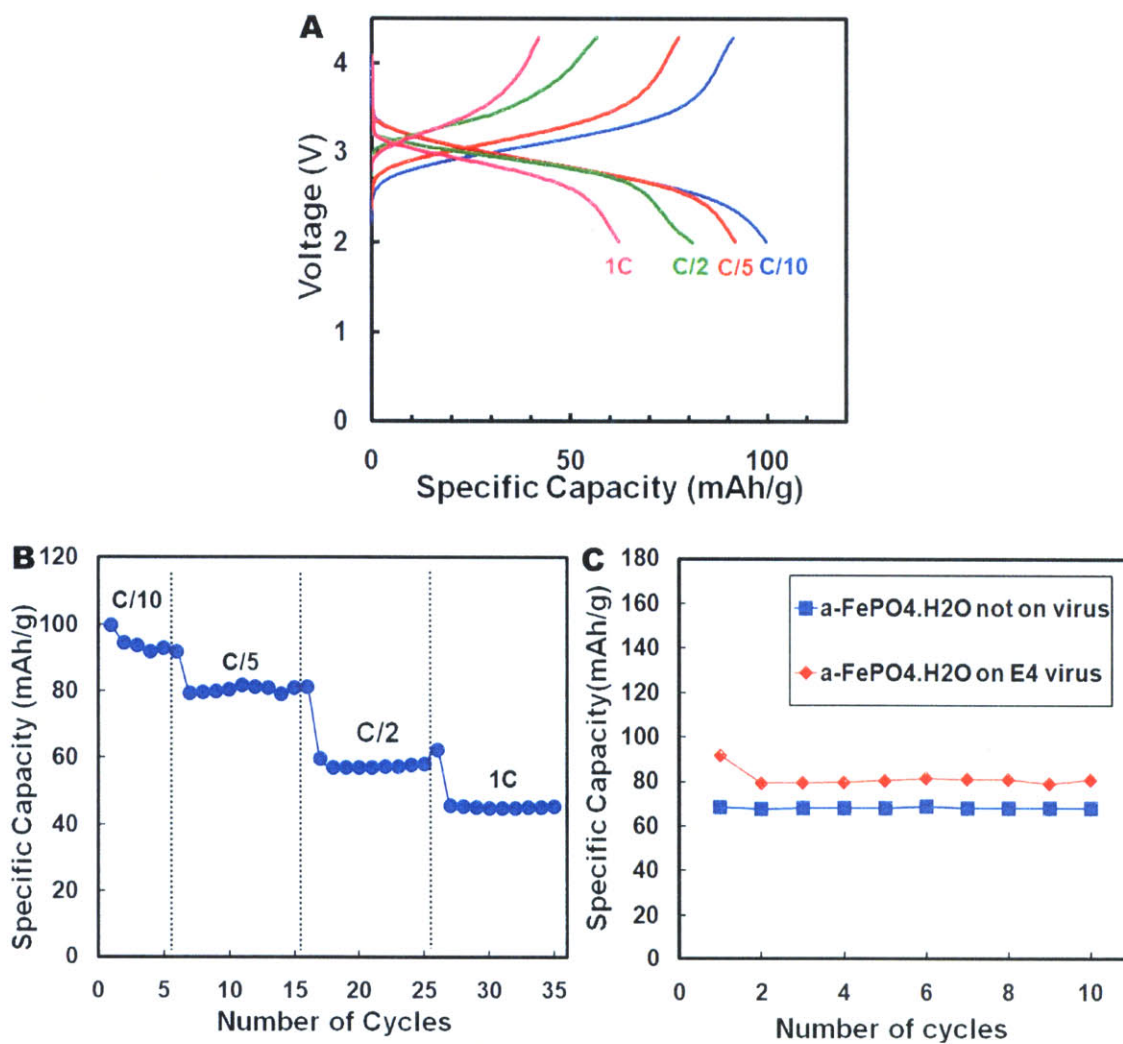 A
Voltage (V)
4
3
2
1
0
1C
C/2
C/5
C/10
0
50
100
Specific Capacity (mAh/g)
B
Specific Capacity (mAh/g)
120
100
80
60
40
20
0
C/10
C/5
C/2
1C
0
5
10
15
20
25
30
35
Number of Cycles
C
Specific Capacity(mAh/g)
180
160
140
120
100
80
60
40
20
0
a-FePO4.H2O not on virus
a-FePO4.H2O on E4 virus
0
2
4
6
8
10
Number of cycles